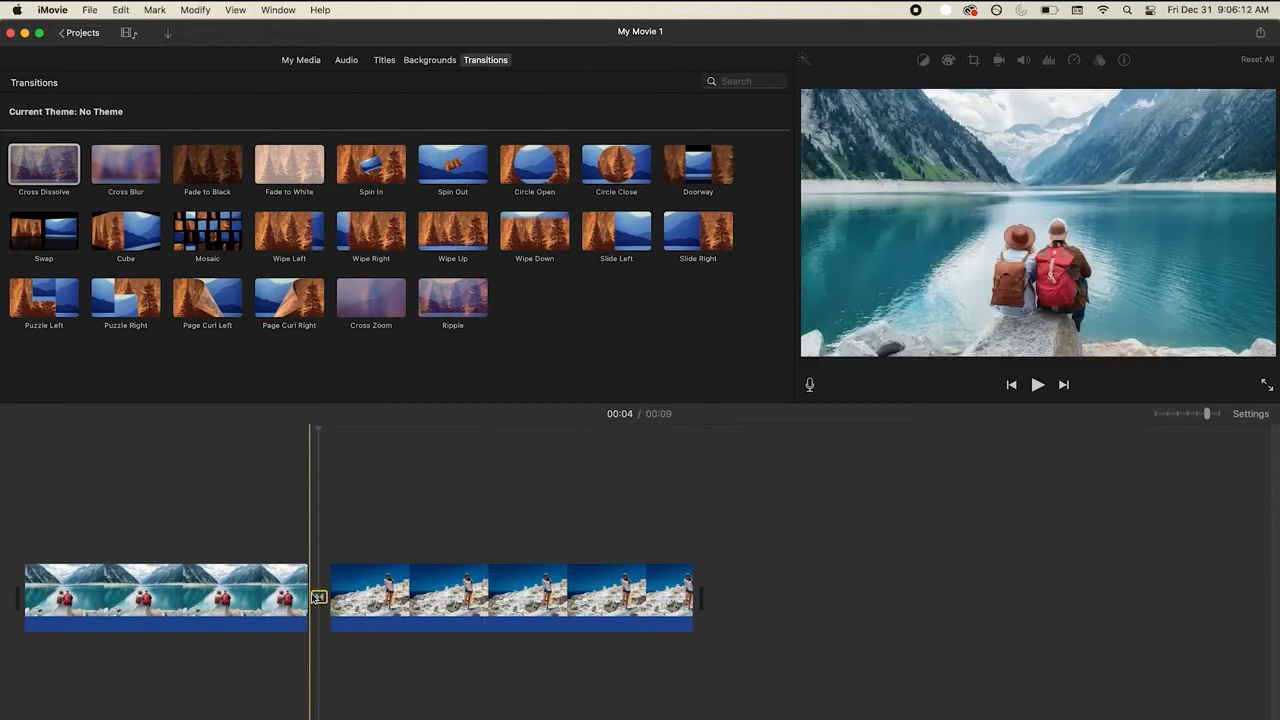 iMovie File Edit Mark Modify View Window Help Fri Dec 31 9:06:12 AM
Projects My Movie 1
My Media Audio Titles Backgrounds Transitions Reset All
Transitions Search
Current Theme: No Theme
Cross Dissolve Cross Blur Fade to Black Fade to White Spin In Spin Out Circle Open Circle Close Doorway
Swap Cube Mosaic Wipe Left Wipe Right Wipe Up Wipe Down Slide Left Slide Right
Puzzle Left Puzzle Right Page Curl Left Page Curl Right Cross Zoom Ripple
00:04 / 00:09 Settings